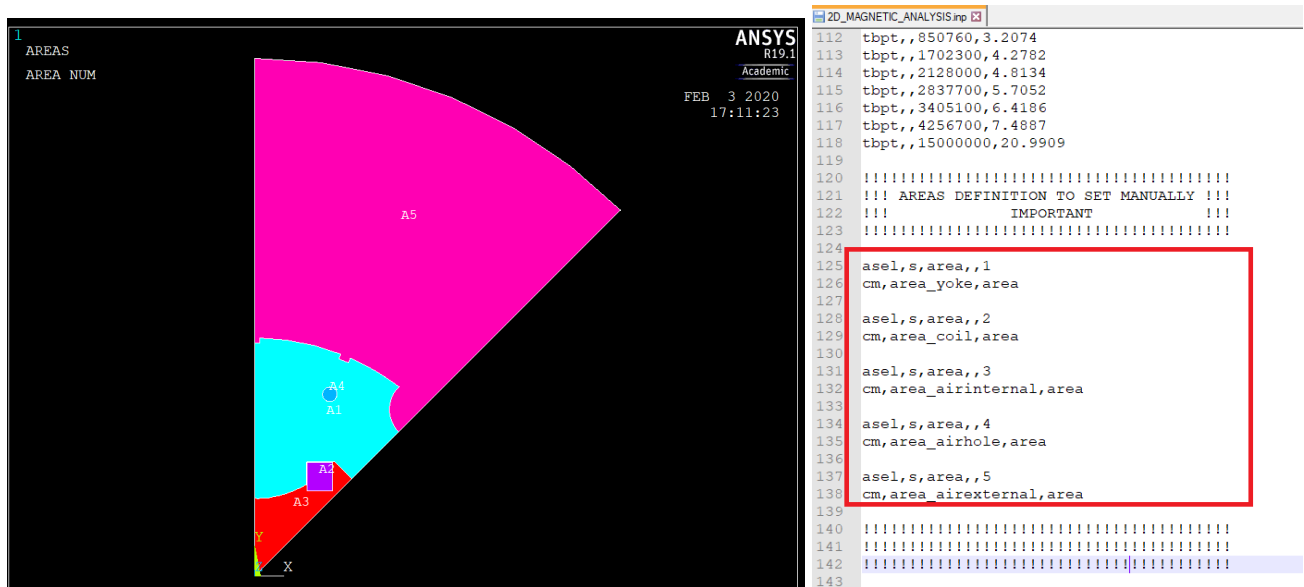 1
AREAS
AREA NUM
ANSYS
R19.1
Academic
FEB  3 2020
17:11:23
A5
A4
A1
A2
A3
Y
X
2D_MAGNETIC_ANALYSIS.inp
112 tbpt,,850760,3.2074
113 tbpt,,1702300,4.2782
114 tbpt,,2128000,4.8134
115 tbpt,,2837700,5.7052
116 tbpt,,3405100,6.4186
117 tbpt,,4256700,7.4887
118 tbpt,,15000000,20.9909
119
120 !!!!!!!!!!!!!!!!!!!!!!!!!!!!!!!!!!!!!!!!
121 !!! AREAS DEFINITION TO SET MANUALLY !!!
122 !!!            IMPORTANT             !!!
123 !!!!!!!!!!!!!!!!!!!!!!!!!!!!!!!!!!!!!!!!
124
125 asel,s,area,,1
126 cm,area_yoke,area
127
128 asel,s,area,,2
129 cm,area_coil,area
130
131 asel,s,area,,3
132 cm,area_airinternal,area
133
134 asel,s,area,,4
135 cm,area_airhole,area
136
137 asel,s,area,,5
138 cm,area_airexternal,area
139
140 !!!!!!!!!!!!!!!!!!!!!!!!!!!!!!!!!!!!!!!!
141 !!!!!!!!!!!!!!!!!!!!!!!!!!!!!!!!!!!!!!!!
142 !!!!!!!!!!!!!!!!!!!!!!!!!!!!!!!!!!!!!!!!
143